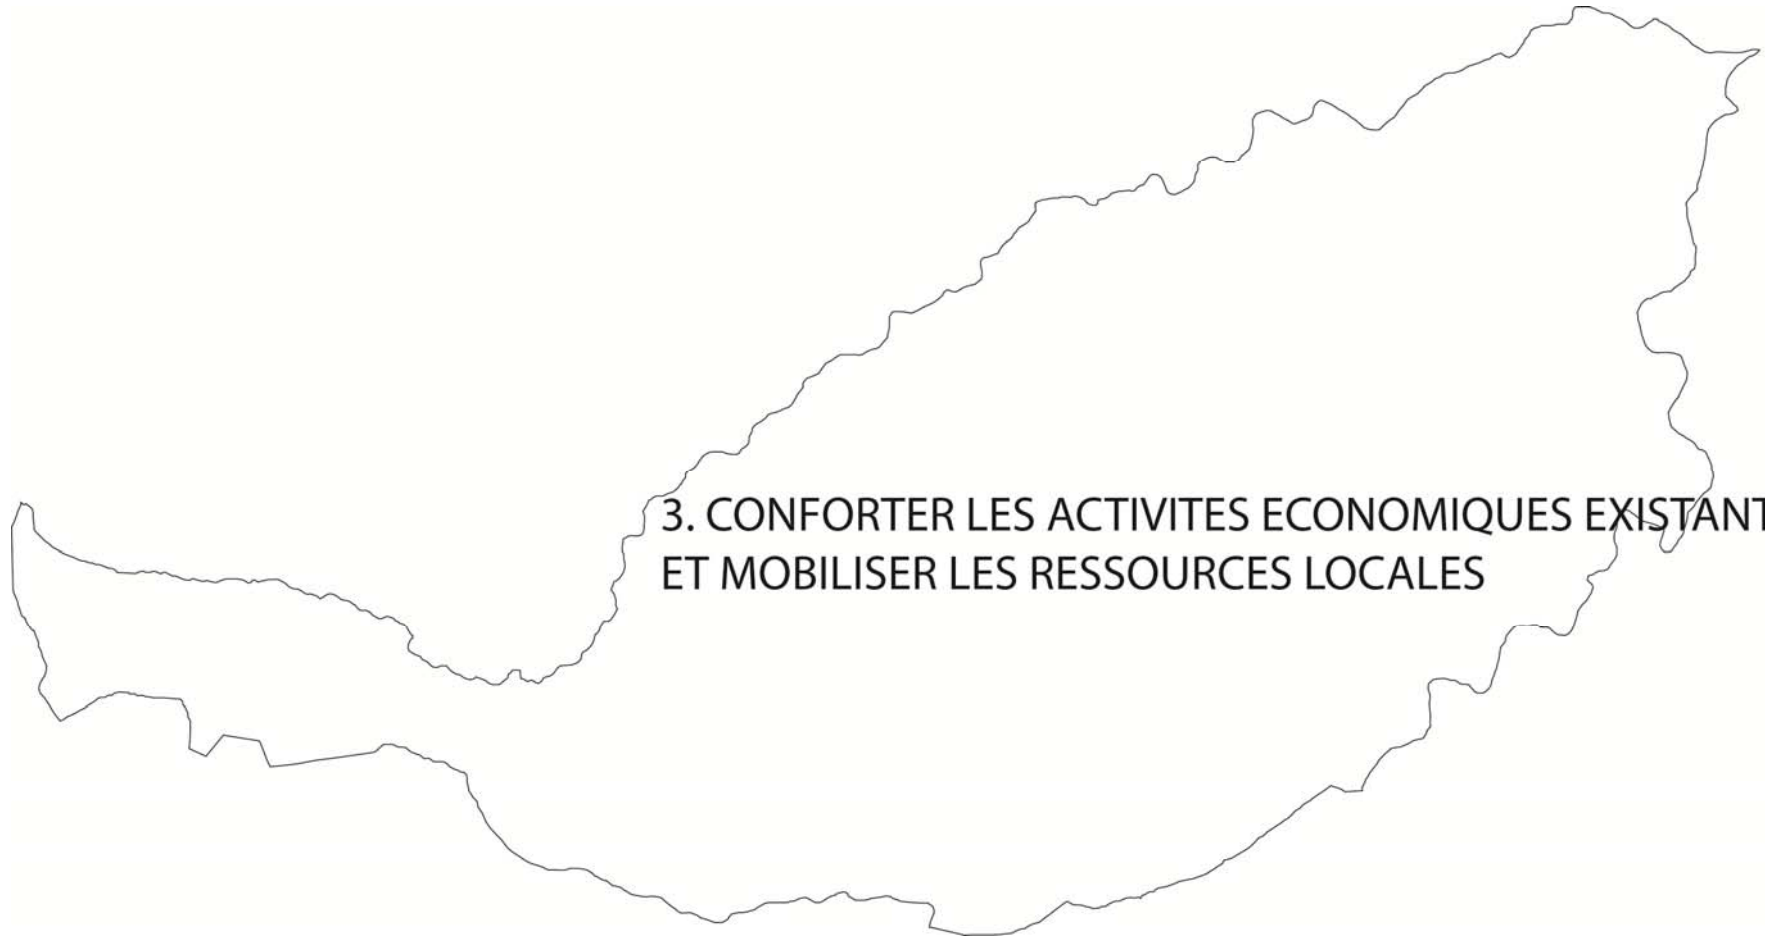 3. CONFORTER LES ACTIVITES ECONOMIQUES EXISTANT
ET MOBILISER LES RESSOURCES LOCALES